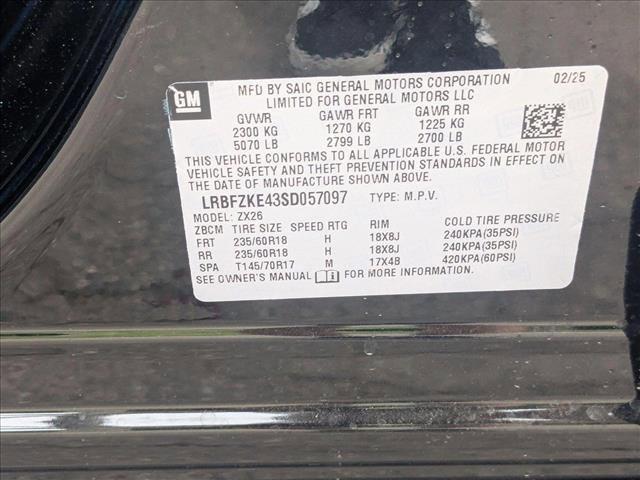 GM
MFD BY SAIC GENERAL MOTORS CORPORATION 02/25
LIMITED FOR GENERAL MOTORS LLC
GVWR GAWR FRT GAWR RR
2300 KG 1270 KG 1225 KG
5070 LB 2799 LB 2700 LB
THIS VEHICLE CONFORMS TO ALL APPLICABLE U.S. FEDERAL MOTOR
VEHICLE SAFETY AND THEFT PREVENTION STANDARDS IN EFFECT ON
THE DATE OF MANUFACTURE SHOWN ABOVE.
LRBFZKE43SD057097 TYPE: M.P.V.
MODEL: ZX26
ZBCM TIRE SIZE SPEED RTG RIM COLD TIRE PRESSURE
FRT 235/60R18 H 18X8J 240KPA(35PSI)
RR 235/60R18 H 18X8J 240KPA(35PSI)
SPA T145/70R17 M 17X4B 420KPA(60PSI)
SEE OWNER'S MANUAL FOR MORE INFORMATION.